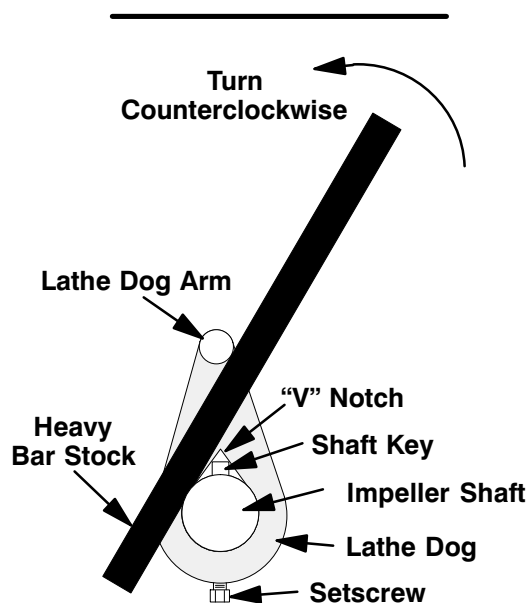 Turn
Counterclockwise
Lathe Dog Arm
“V” Notch
Heavy
Bar Stock
Shaft Key
Impeller Shaft
Lathe Dog
Setscrew